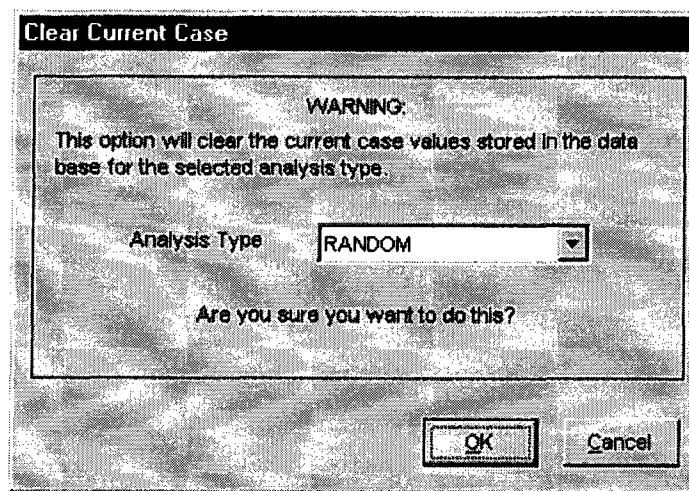 Clear Current Case
WARNING:
This option will clear the current case values stored in the data
base for the selected analysis type.
Analysis Type RANDOM
Are you sure you want to do this?
OK Cancel